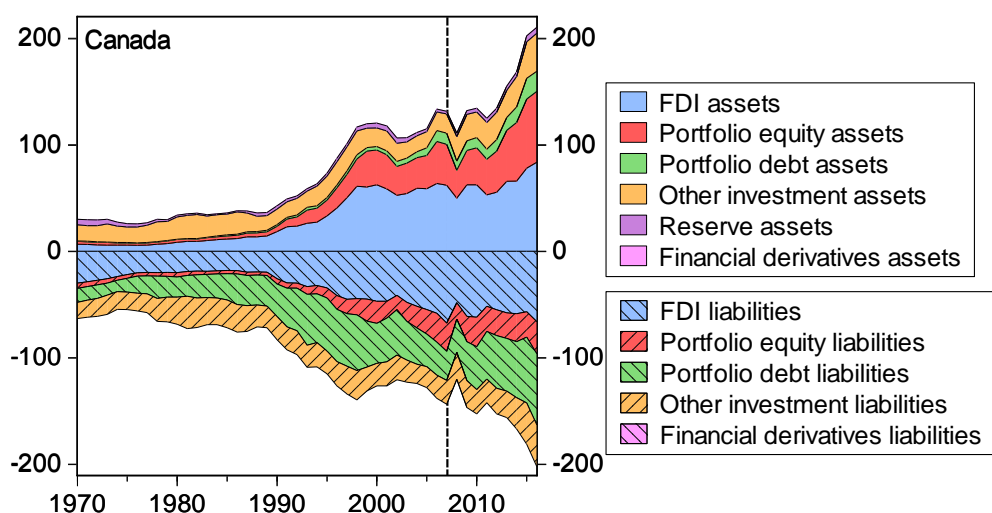 Canada
200
100
0
-100
-200
200
100
0
-100
-200
1970 1980 1990 2000 2010
FDI assets
Portfolio equity assets
Portfolio debt assets
Other investment assets
Reserve assets
Financial derivatives assets
FDI liabilities
Portfolio equity liabilities
Portfolio debt liabilities
Other investment liabilities
Financial derivatives liabilities